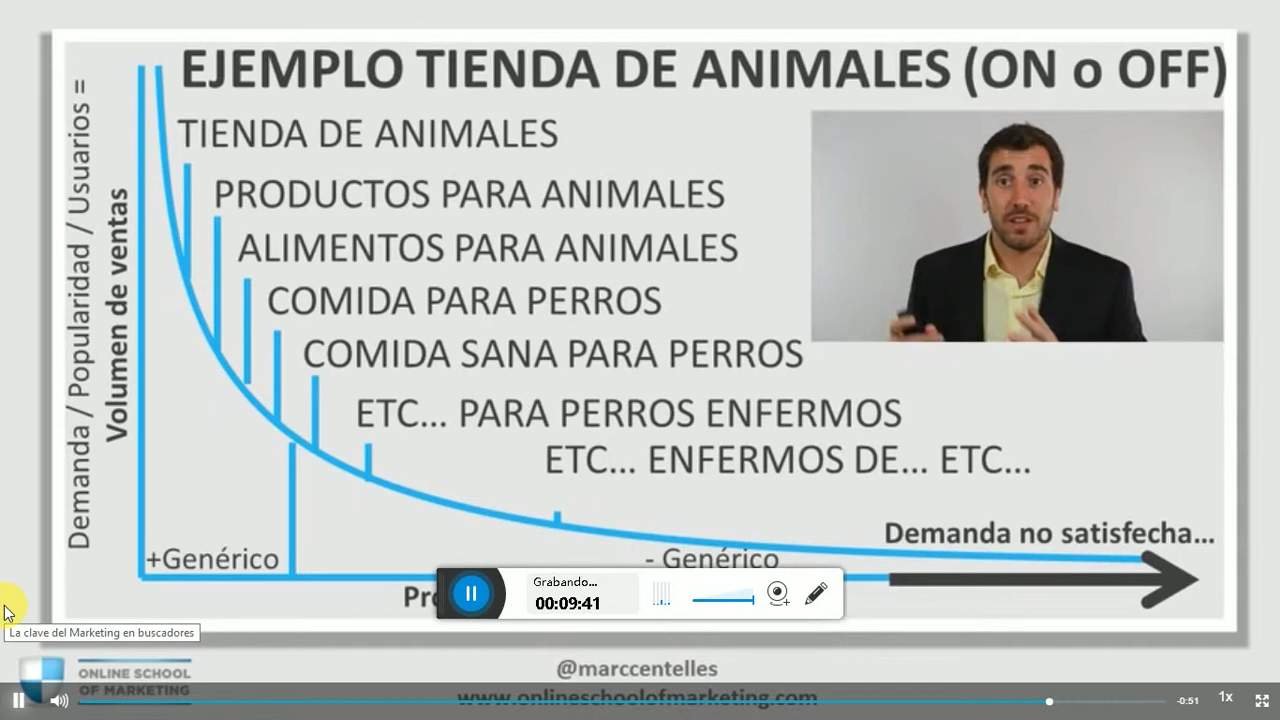 EJEMPLO TIENDA DE ANIMALES (ON o OFF)
Demanda / Popularidad / Usuarios =
Volumen de ventas
TIENDA DE ANIMALES
PRODUCTOS PARA ANIMALES
ALIMENTOS PARA ANIMALES
COMIDA PARA PERROS
COMIDA SANA PARA PERROS
ETC... PARA PERROS ENFERMOS
ETC... ENFERMOS DE... ETC...
Demanda no satisfecha...
+Genérico
- Genérico
Grabando...
00:09:41
La clave del Marketing en buscadores
ONLINE SCHOOL
OF MARKETING
@marccentelles
www.onlineschoolofmarketing.com
-0:51
1x